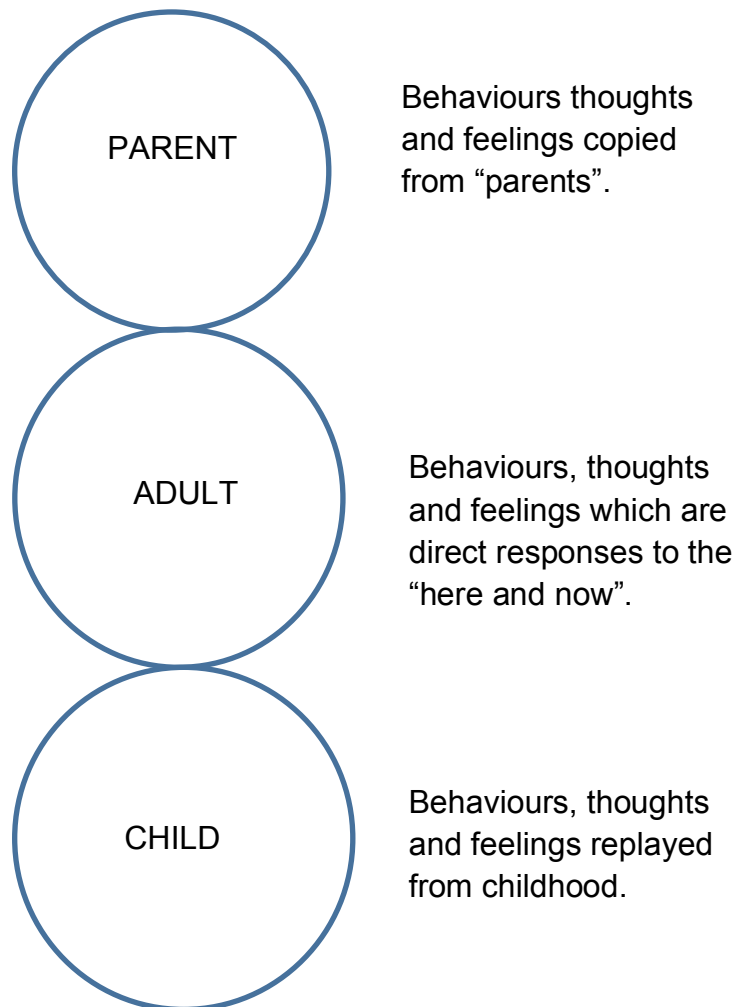 PARENT
Behaviours thoughts
and feelings copied
from “parents”.
ADULT
Behaviours, thoughts
and feelings which are
direct responses to the
“here and now”.
CHILD
Behaviours, thoughts
and feelings replayed
from childhood.